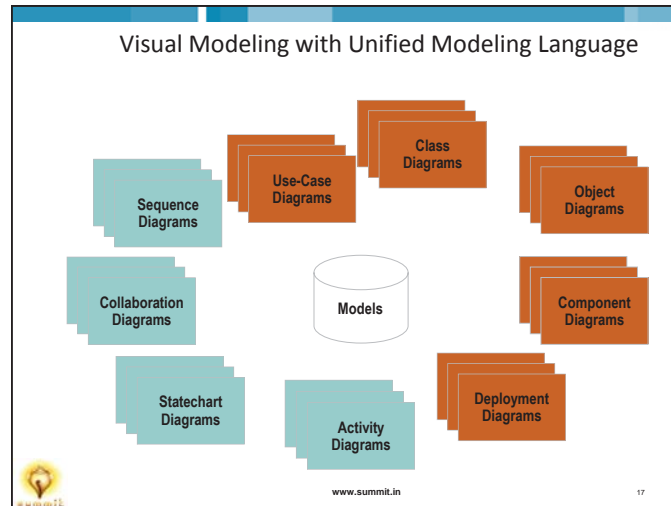 Visual Modeling with Unified Modeling Language
Class
Diagrams
Use-Case
Diagrams
Object
Diagrams
Sequence
Diagrams
Collaboration
Diagrams
Models
Component
Diagrams
Statechart
Diagrams
Activity
Diagrams
Deployment
Diagrams
summit
www.summit.in
17